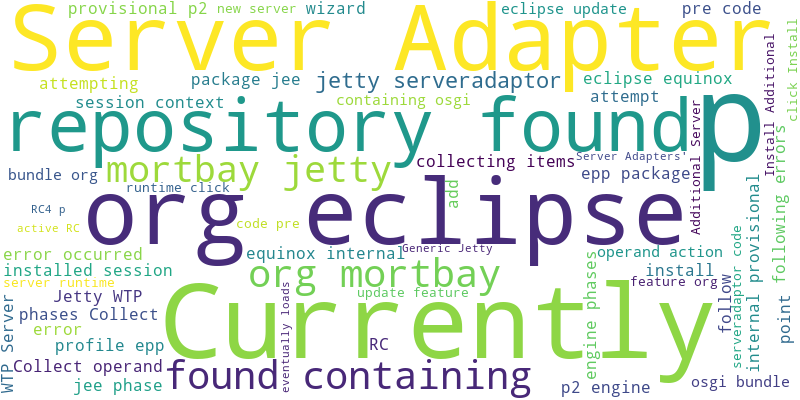 provisional p2
new server
wizard
eclipse update
pre code
Server Adapter
click Install
Install Additional
attempting
package jee
jetty serveradaptor
eclipse equinox
session context
containing osgi
attempt
repository found
p
Additional Server
following errors
mortbay jetty
collecting items
Server Adapters'
bundle org
runtime click
epp package
add
org eclipse
RC4 p
active RC
code pre
Generic Jetty
error occurred
equinox internal
operand action
installed session
org mortbay
install
feature org
internal provisional
serveradaptor code
server runtime
Jetty WTP
update feature
engine phases
follow
point
Currently
WTP Server
phases Collect
eventually loads
error
profile epp
RC
Collect operand
found containing
jee phase
p2 engine
osgi bundle